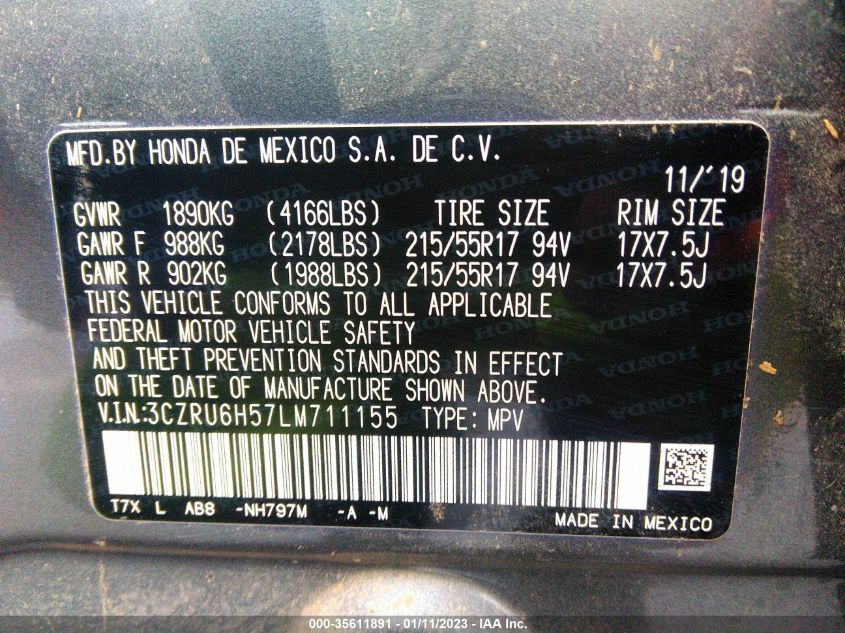 MFD.BY HONDA DE MEXICO S.A. DE C.V.
11/'19
GVWR 1890KG (4166LBS) TIRE SIZE RIM SIZE
GAWR F 988KG (2178LBS) 215/55R17 94V 17X7.5J
GAWR R 902KG (1988LBS) 215/55R17 94V 17X7.5J
THIS VEHICLE CONFORMS TO ALL APPLICABLE
FEDERAL MOTOR VEHICLE SAFETY
AND THEFT PREVENTION STANDARDS IN EFFECT
ON THE DATE OF MANUFACTURE SHOWN ABOVE.
V.I.N.:3CZRU6H57LM711155 TYPE: MPV
T7X L AB8 -NH797M -A -M
MADE IN MEXICO
000-35611891 - 01/11/2023 - IAA Inc.